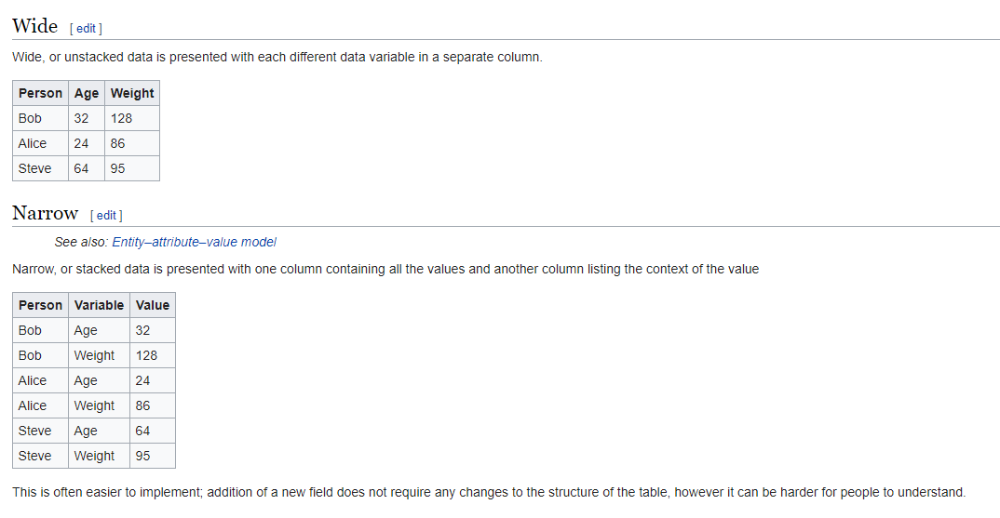 Wide [ edit ]
Wide, or unstacked data is presented with each different data variable in a separate column.
Person Age Weight
Bob 32 128
Alice 24 86
Steve 64 95
Narrow [ edit ]
See also: Entity–attribute–value model
Narrow, or stacked data is presented with one column containing all the values and another column listing the context of the value
Person Variable Value
Bob Age 32
Bob Weight 128
Alice Age 24
Alice Weight 86
Steve Age 64
Steve Weight 95
This is often easier to implement; addition of a new field does not require any changes to the structure of the table, however it can be harder for people to understand.